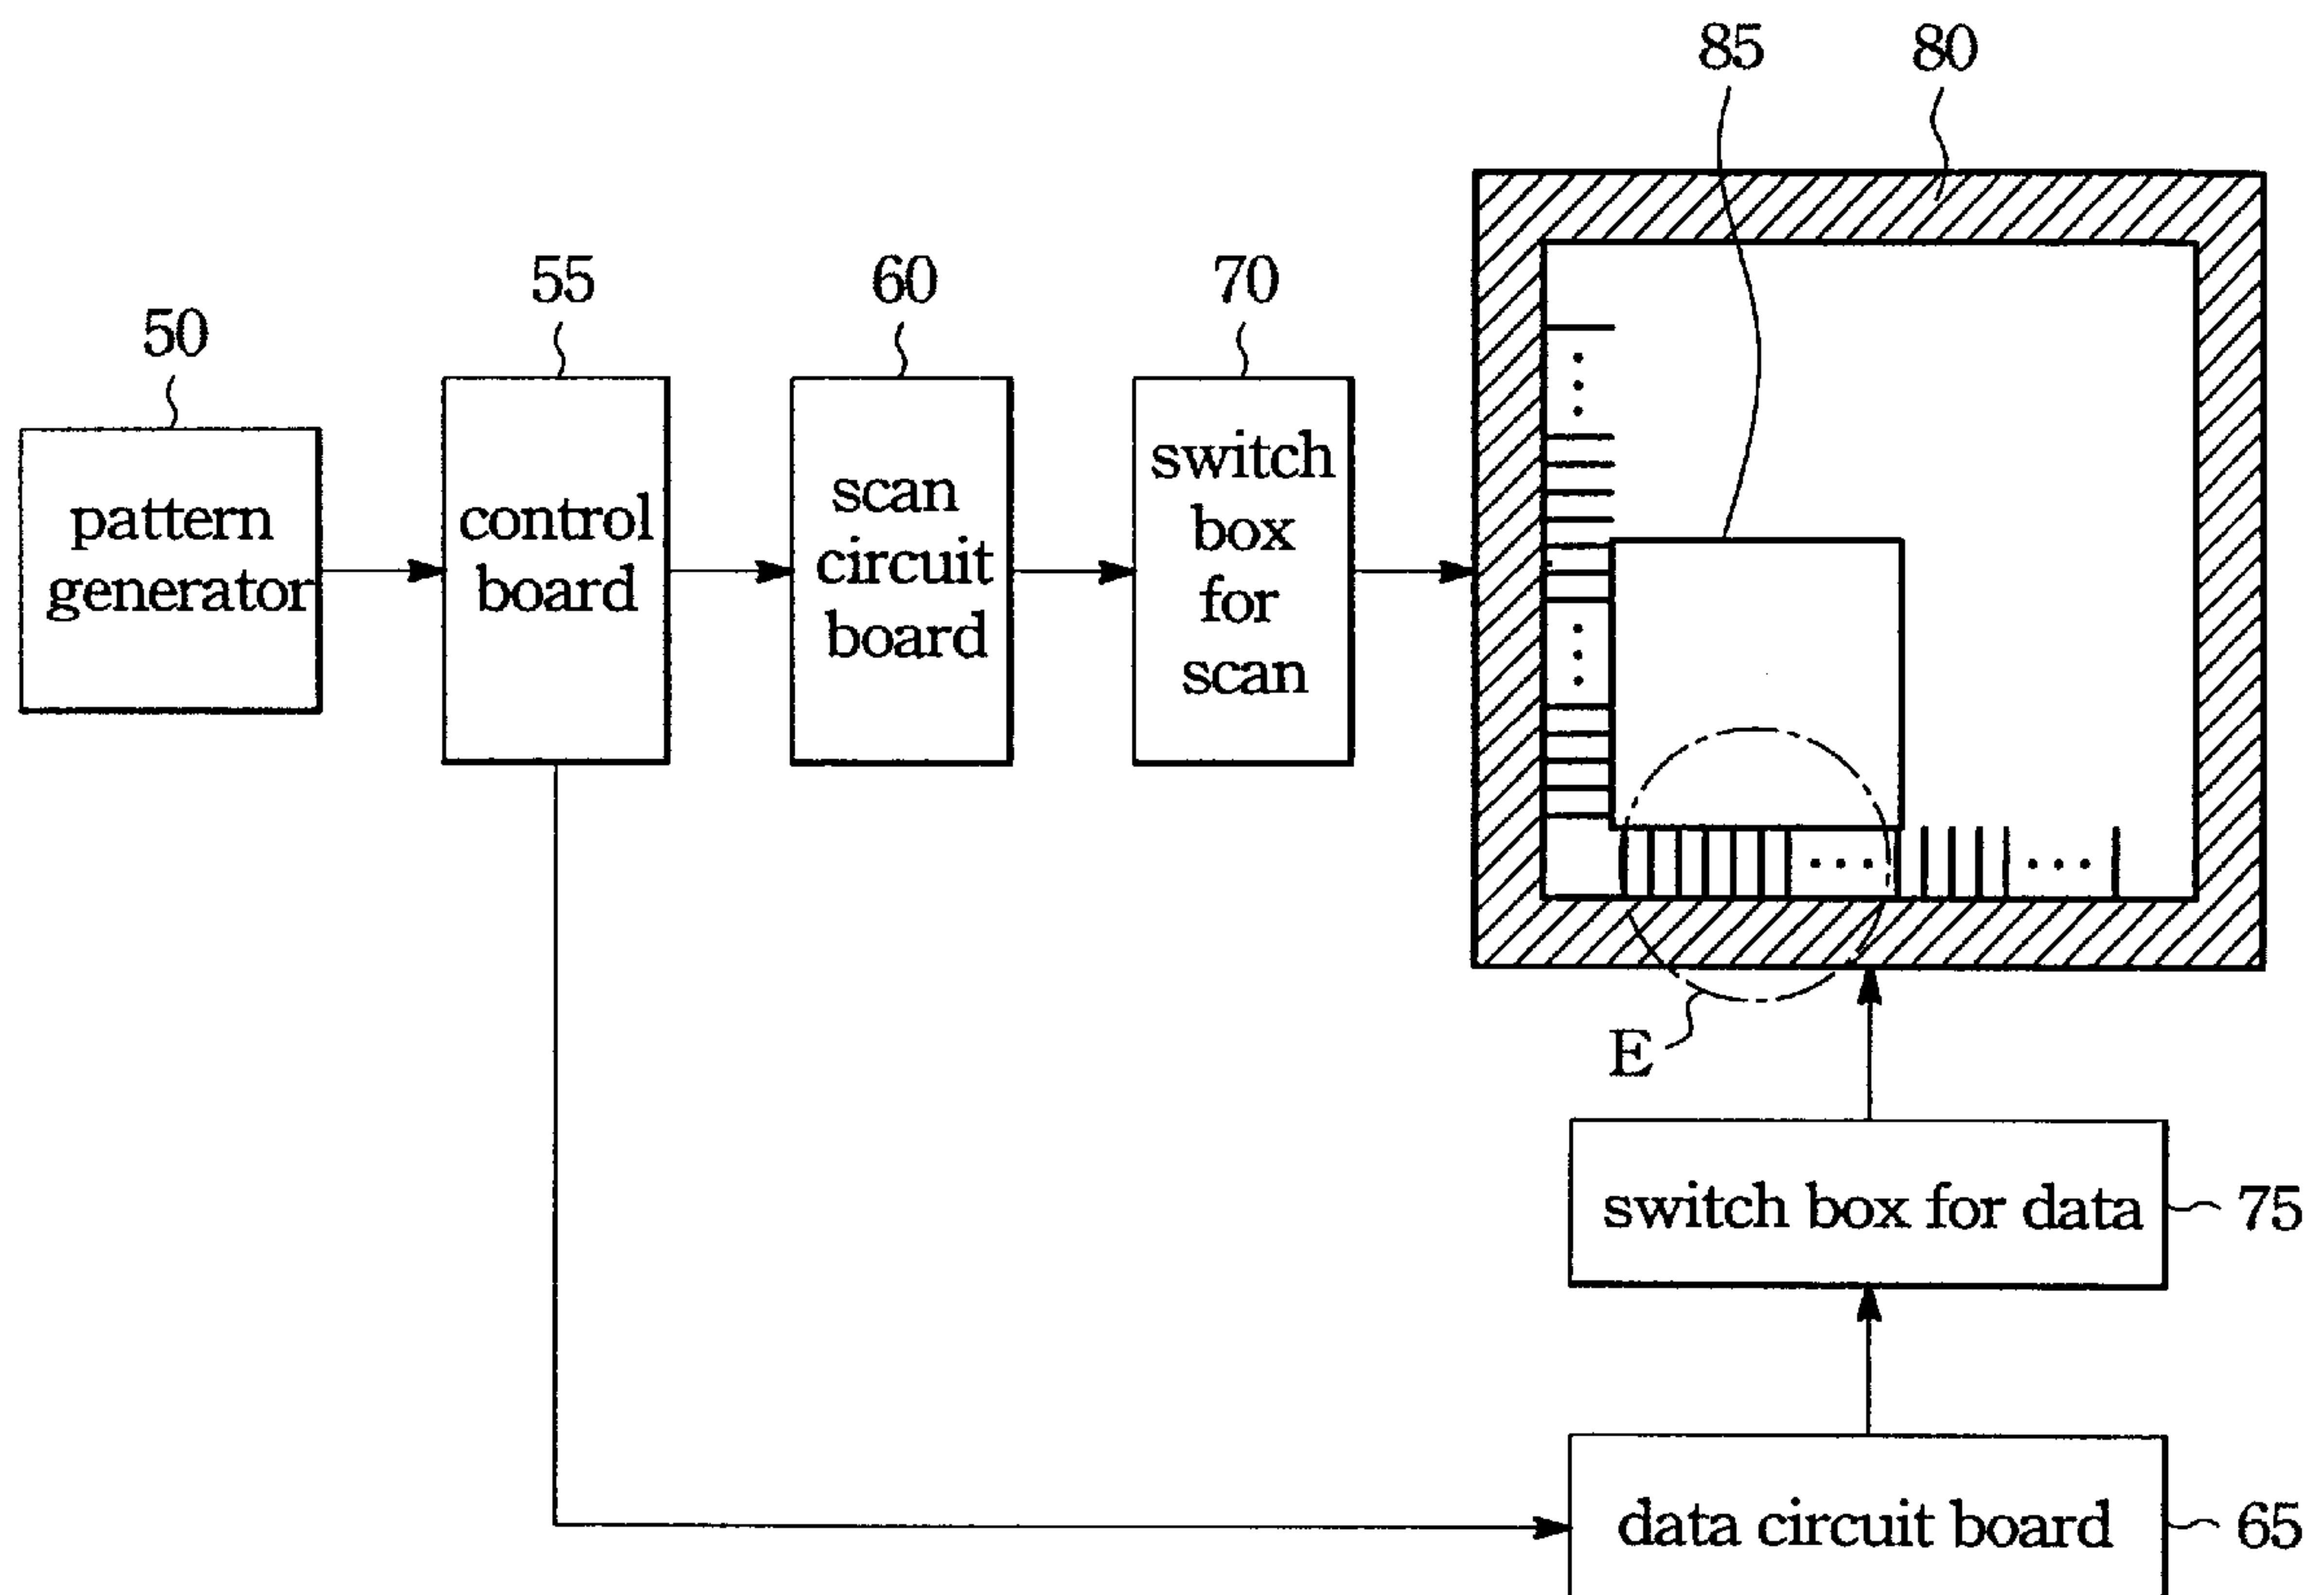 85
80
55
60
70
50
pattern
generator
control
board
scan
circuit
board
switch
box
for
scan
E
switch box for data
75
data circuit board
65